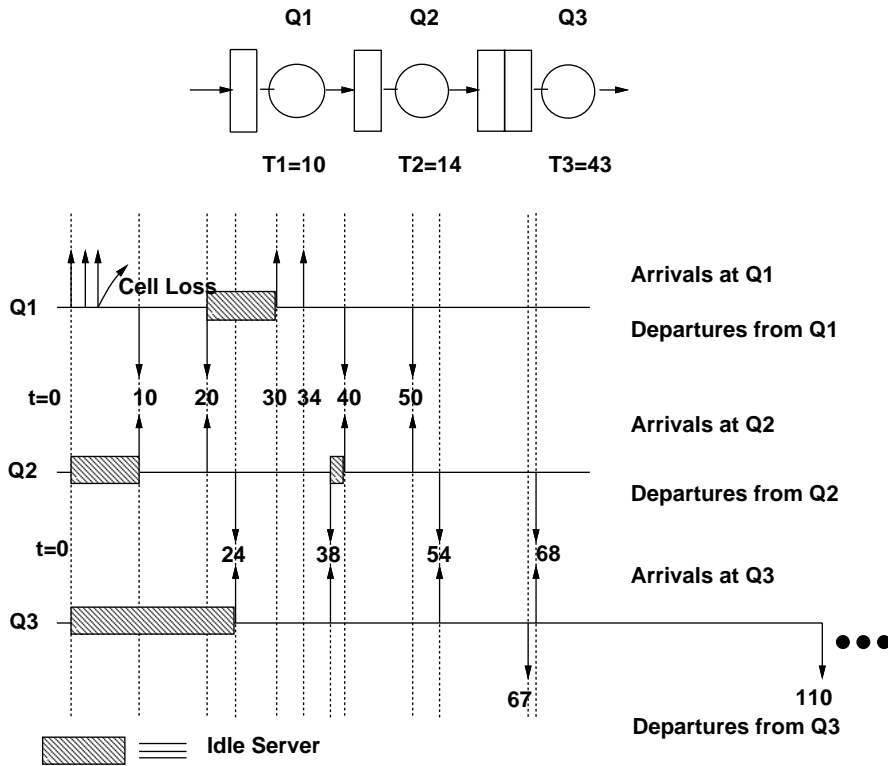 Q1 Q2 Q3
T1=10 T2=14 T3=43
Arrivals at Q1
Cell Loss
Q1
Departures from Q1
t=0 10 20 30 34 40 50
Arrivals at Q2
Q2
Departures from Q2
t=0 24 38 54 68
Arrivals at Q3
Q3
67 110
Departures from Q3
Idle Server